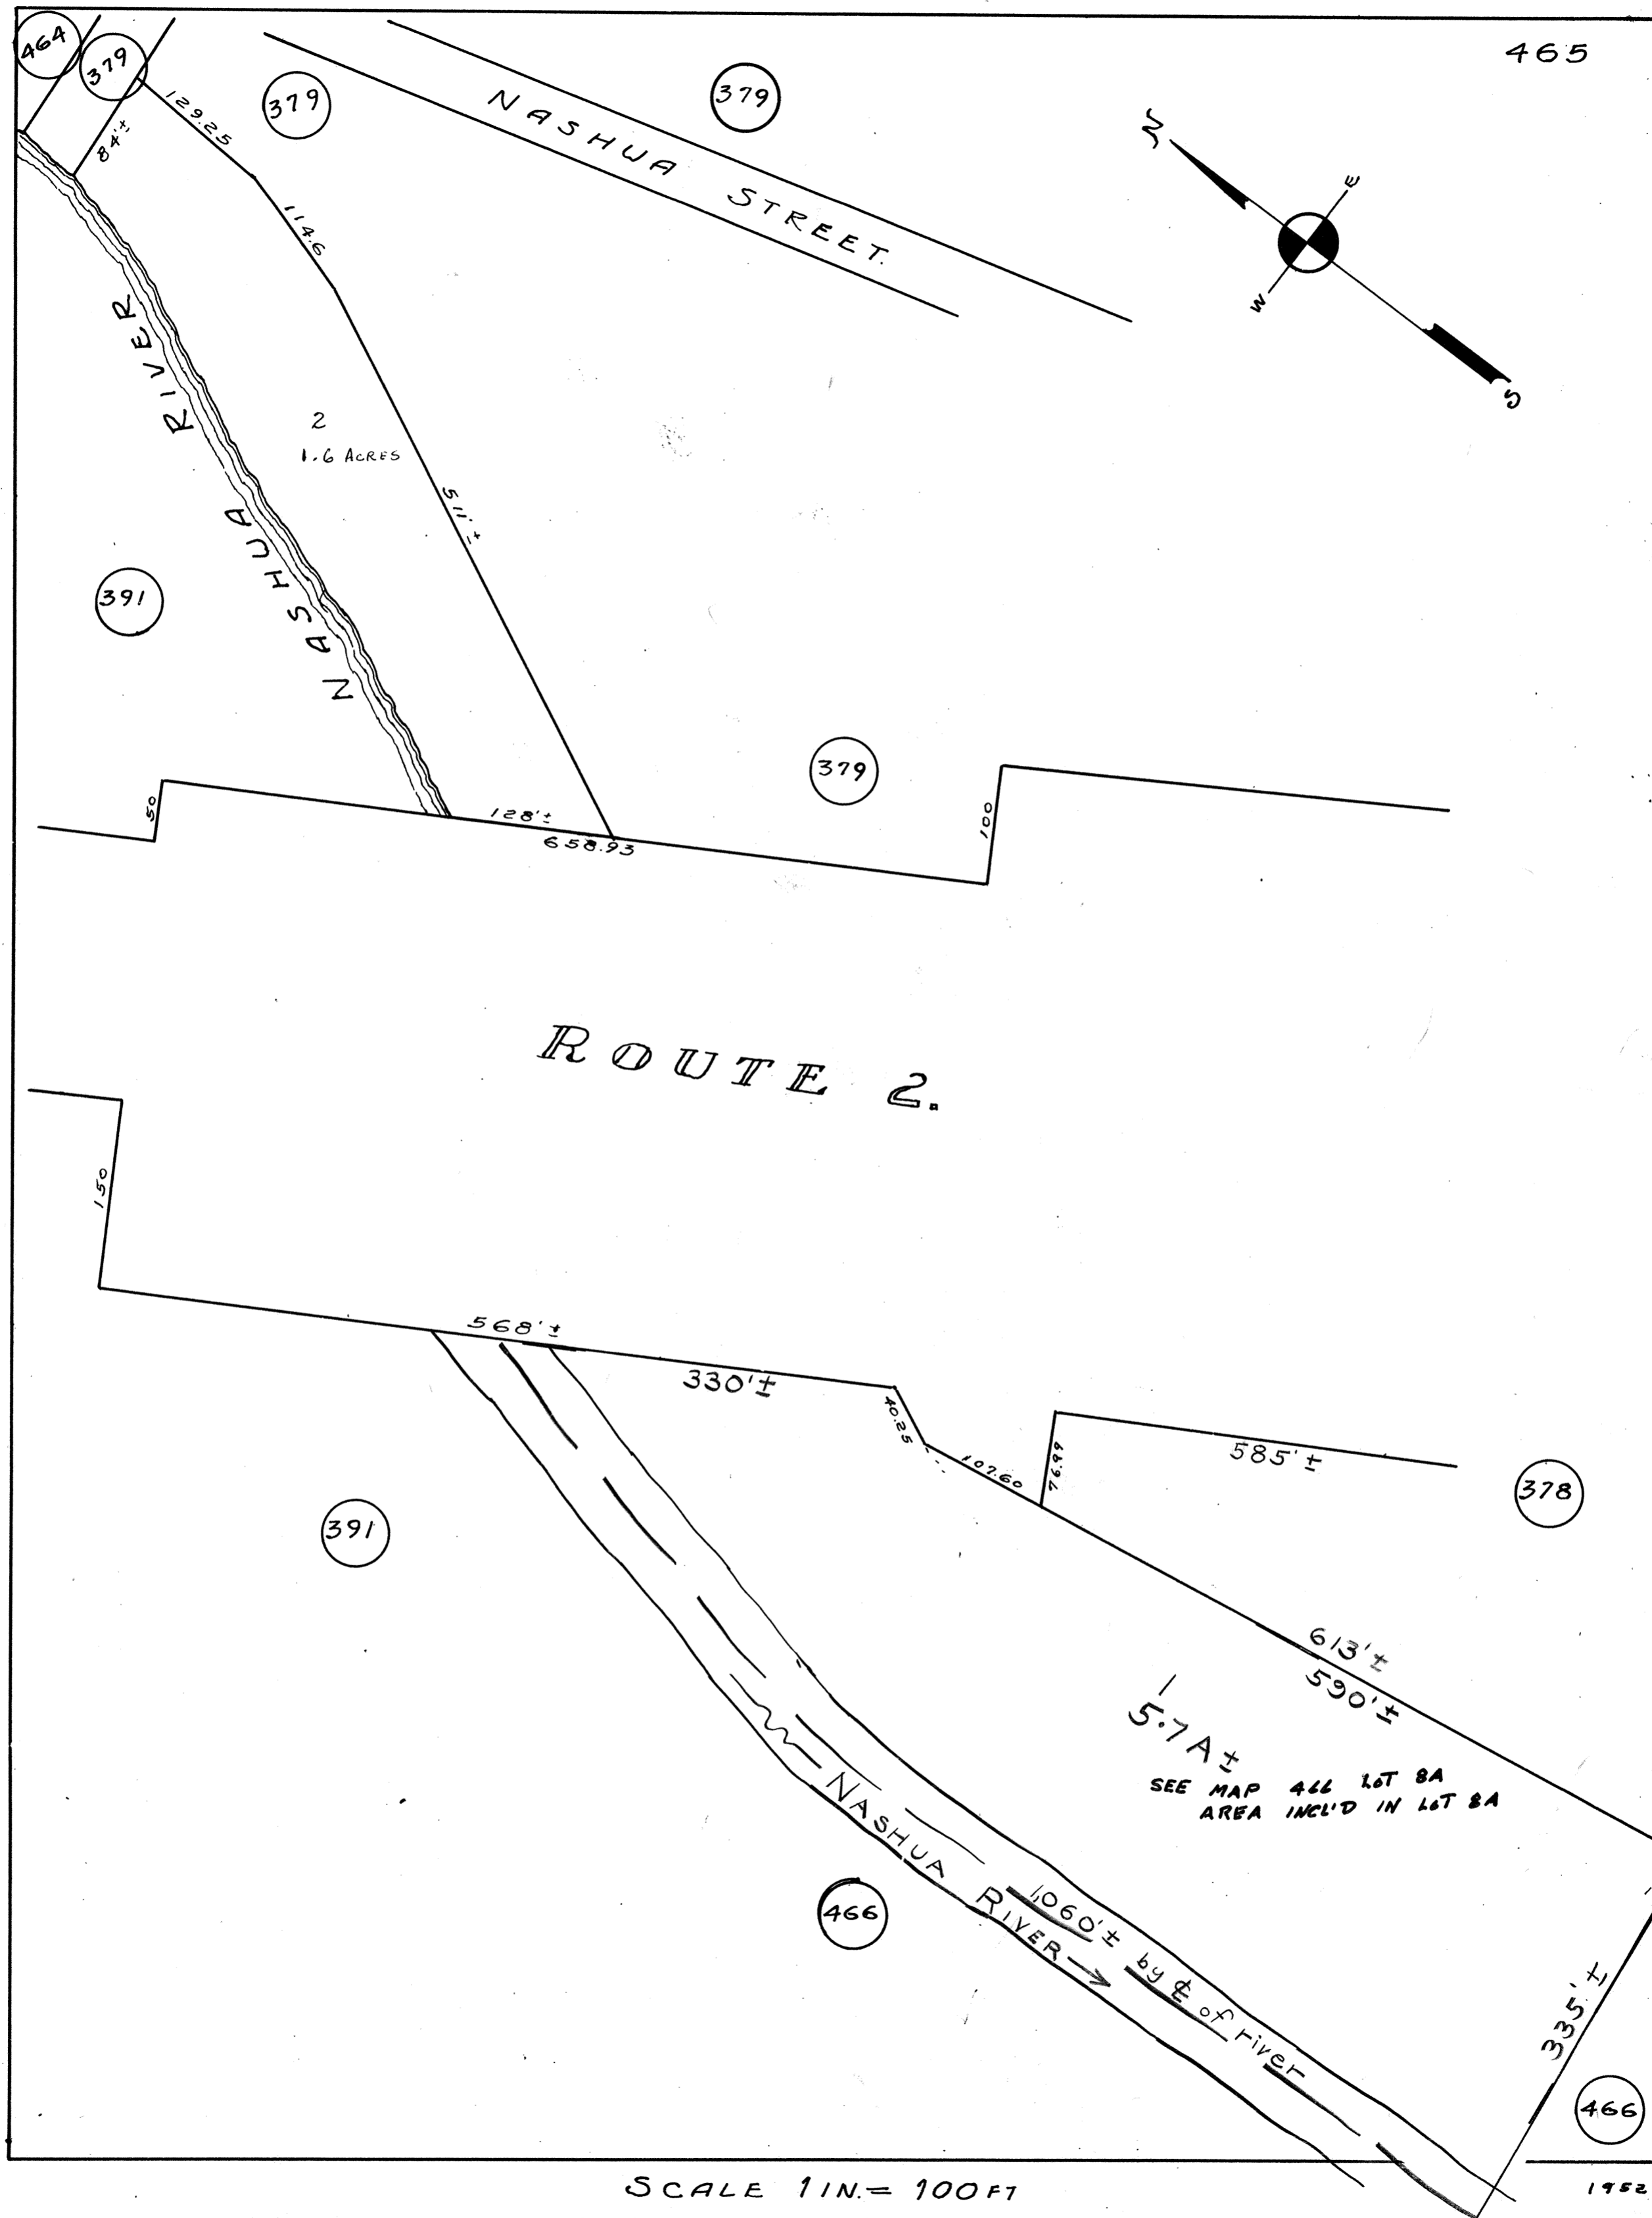 465
464
379
379
379
84'±
129.25
114.6
NASHUA STREET.
N
E
W
S
NASHUA RIVER
2
1.6 ACRES
511'±
391
379
50
128'±
658.93
100
ROUTE 2.
150
568'±
330'±
40.25
107.60
76.99
585'±
378
391
613'±
590'±
1
5.7 A ±
SEE MAP 466 LOT 8A
AREA INCL'D IN LOT 8A
NASHUA RIVER
1,060'± by ℄ of river
466
335.'±
466
SCALE 1 IN. = 100 FT
1952